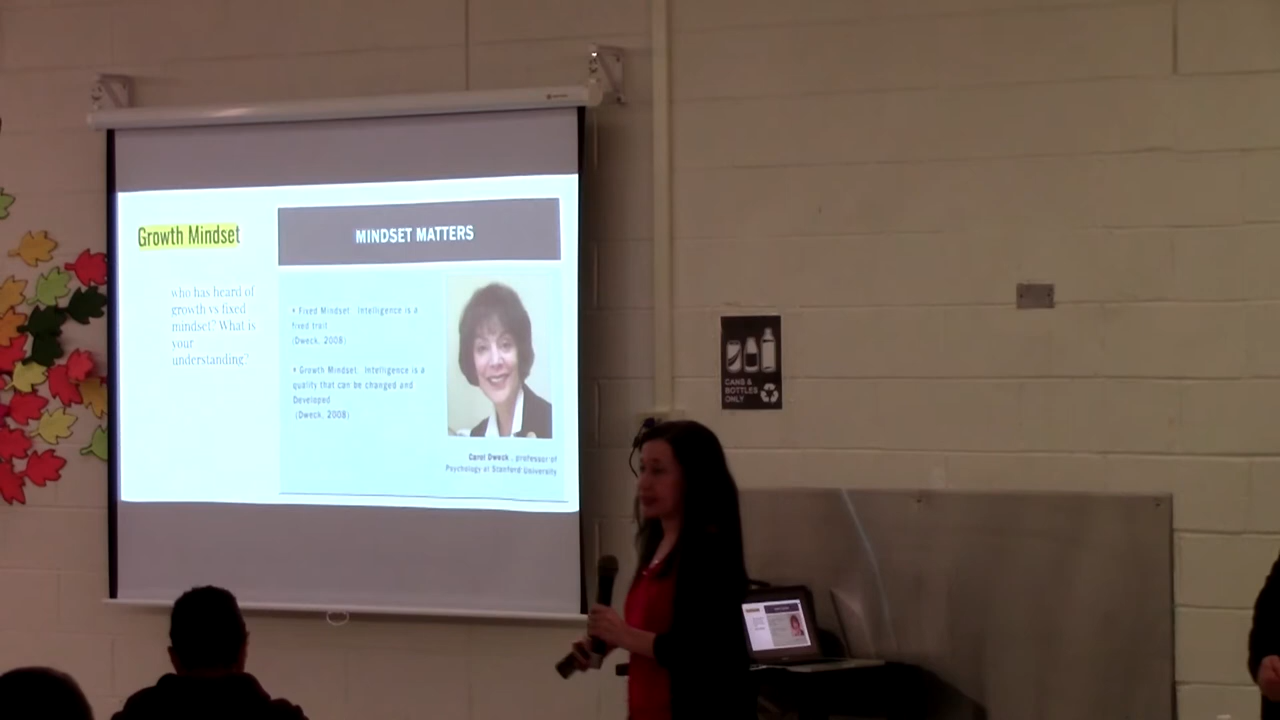 Growth Mindset
who has heard of
growth vs fixed
mindset? What is
your
understanding?
MINDSET MATTERS
• Fixed Mindset: Intelligence is a
fixed trait
(Dweck, 2008)
• Growth Mindset: Intelligence is a
quality that can be changed and
Developed
(Dweck, 2008)
Carol Dweck, professor of
Psychology at Stanford University
CANS &
BOTTLES
ONLY